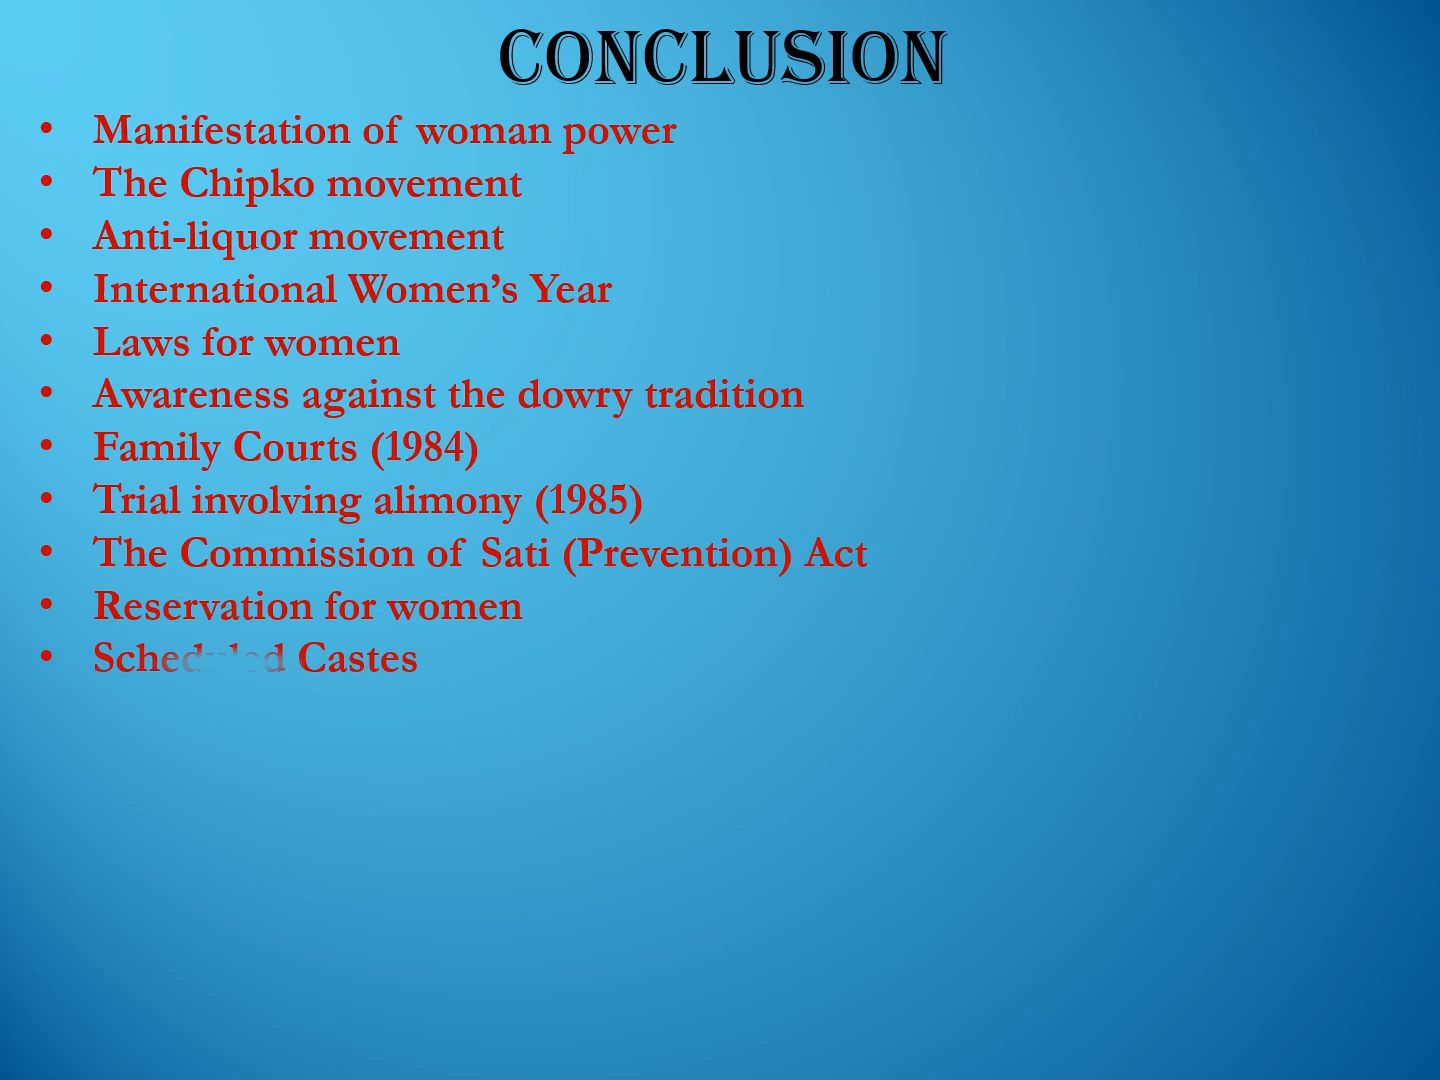 CONCLUSION
• Manifestation of woman power
• The Chipko movement
• Anti-liquor movement
• International Women’s Year
• Laws for women
• Awareness against the dowry tradition
• Family Courts (1984)
• Trial involving alimony (1985)
• The Commission of Sati (Prevention) Act
• Reservation for women
• Scheduled Castes